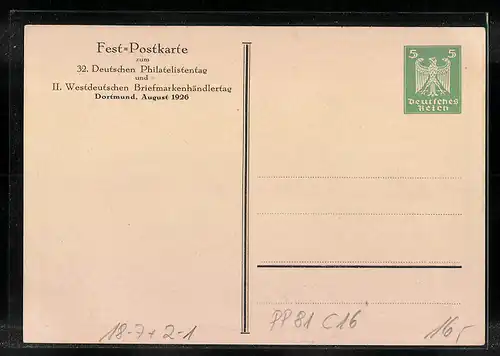 Fest=Postkarte
zum
32. Deutschen Philatelistentag
und
II. Westdeutschen Briefmarkenhändlertag
Dortmund, August 1926
5 5
Deutsches
Reich
18-7+2-1
PP81 C16
16,-